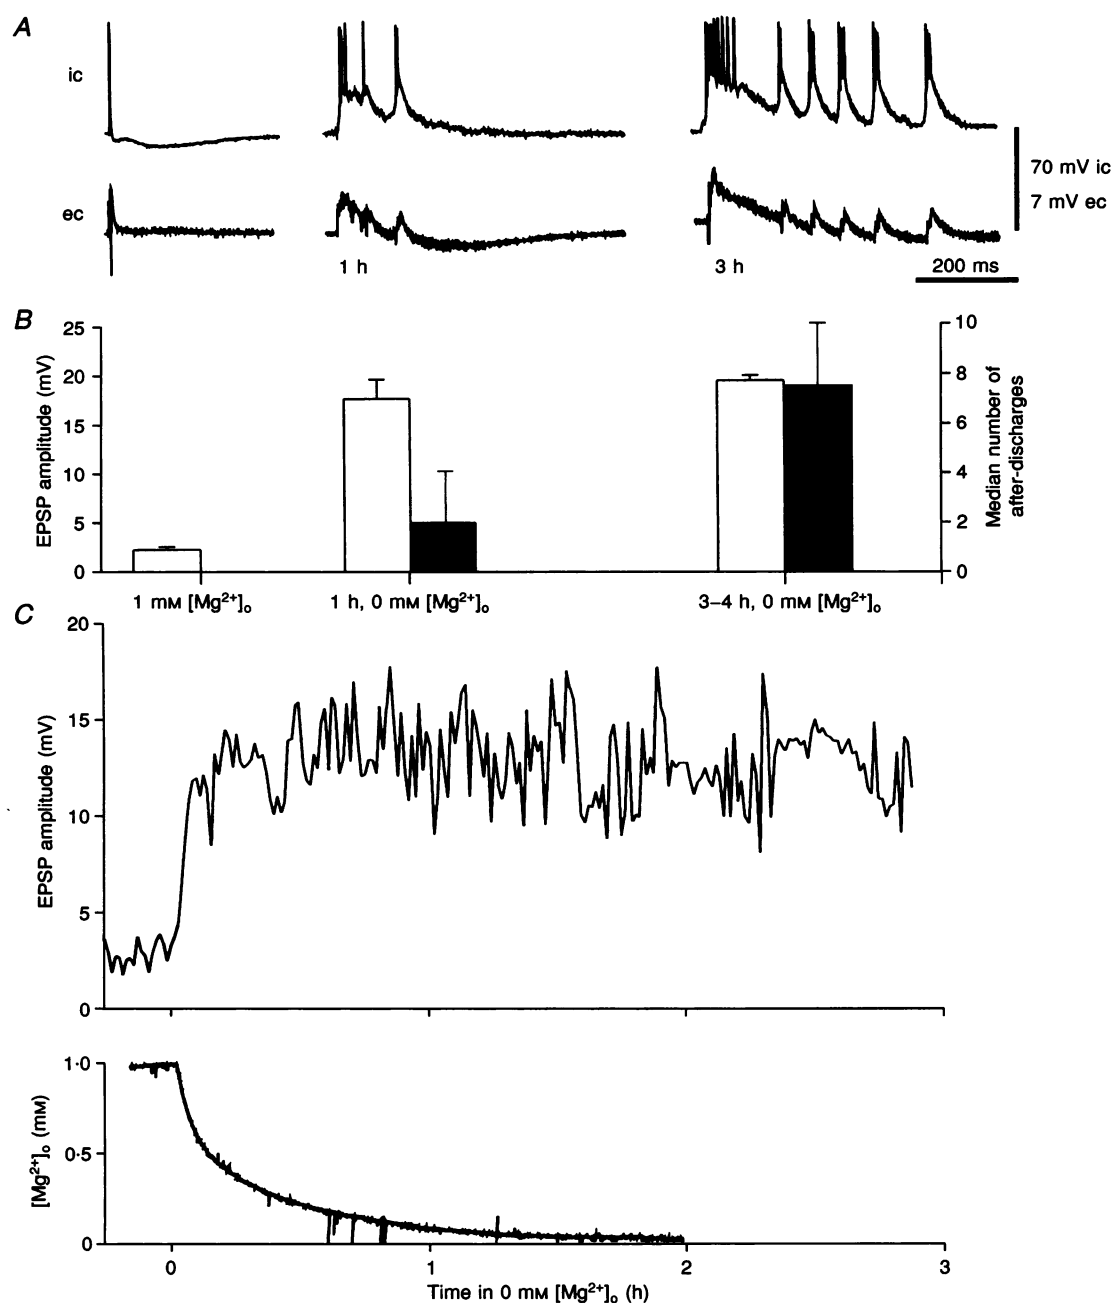 A
ic
70 mV ic
ec
7 mV ec
1 h
3 h
200 ms
B
25
20
15
10
5
0
EPSP amplitude (mV)
10
8
6
4
2
0
Median number of
after-discharges
1 mM [Mg²⁺]ₒ
1 h, 0 mM [Mg²⁺]ₒ
3–4 h, 0 mM [Mg²⁺]ₒ
C
20
15
10
5
0
EPSP amplitude (mV)
1·0
0·5
0
[Mg²⁺]ₒ (mM)
0
1
2
3
Time in 0 mM [Mg²⁺]ₒ (h)